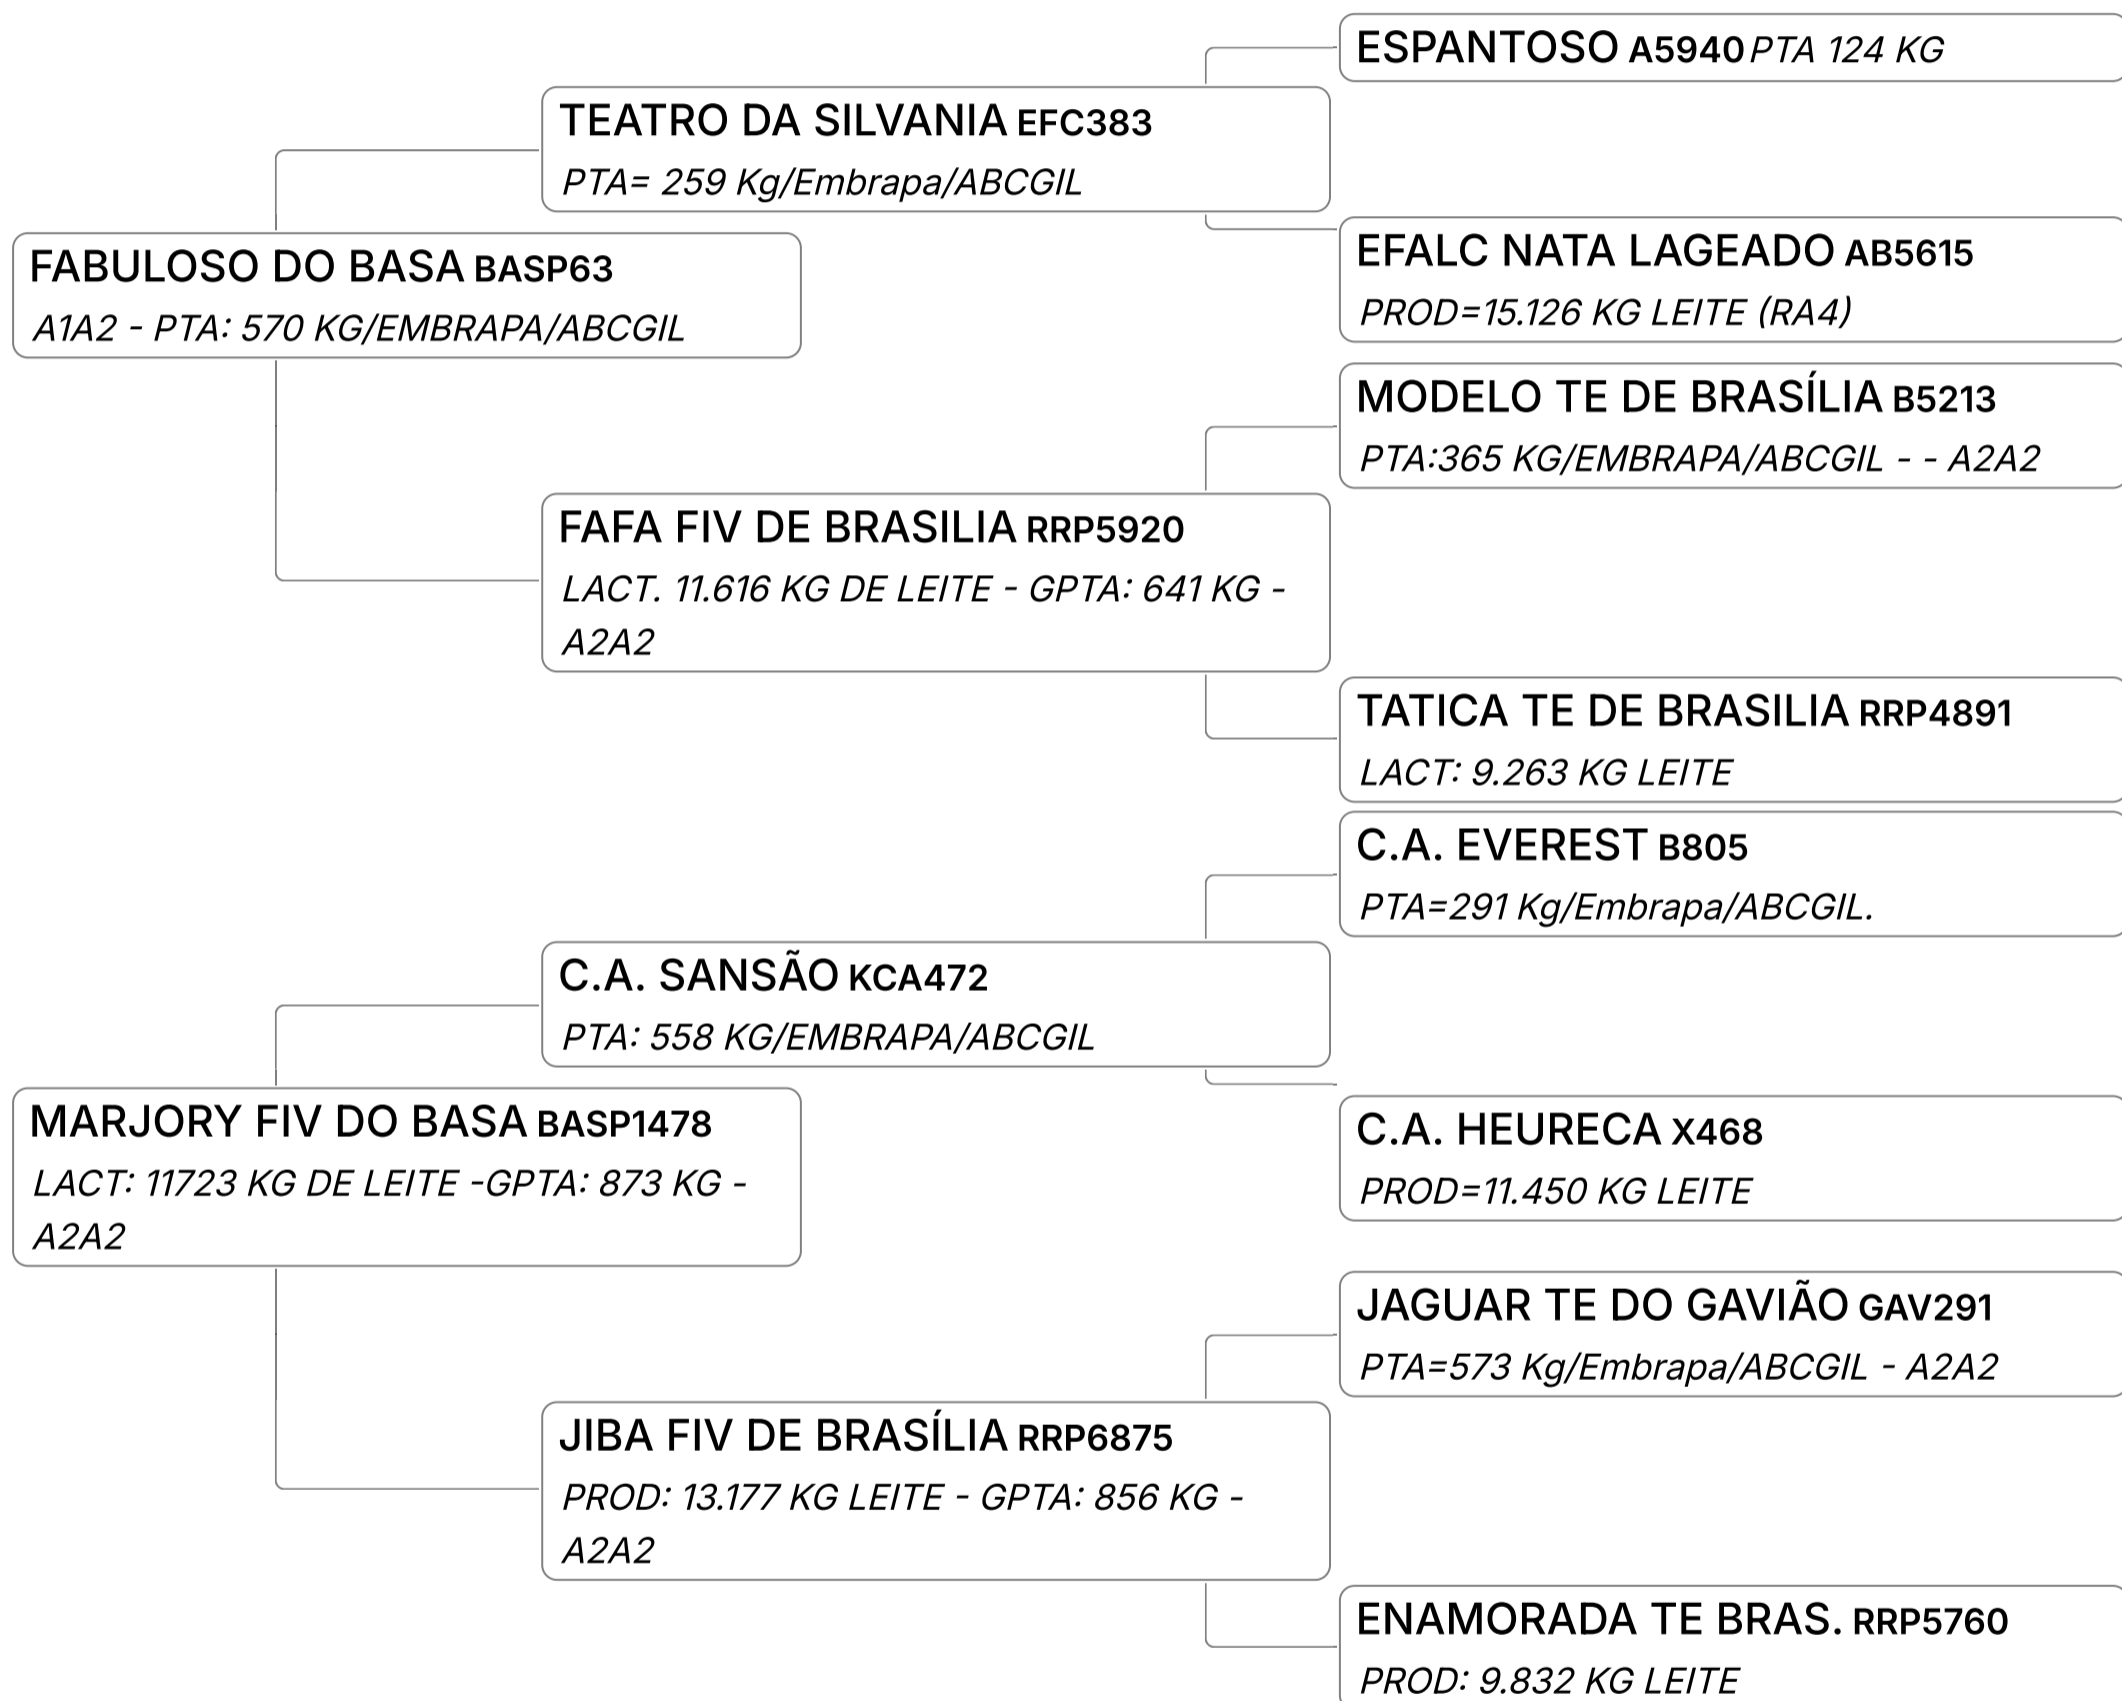 ESPANTOSO A5940 PTA 124 KG
TEATRO DA SILVANIA EFC383
PTA= 259 Kg/Embrapa/ABCGIL
EFALC NATA LAGEADO AB5615
PROD=15.126 KG LEITE (RA4)
FABULOSO DO BASA BASP63
A1A2 - PTA: 570 KG/EMBRAPA/ABCGIL
MODELO TE DE BRASÍLIA B5213
PTA:365 KG/EMBRAPA/ABCGIL - - A2A2
FAFA FIV DE BRASILIA RRP5920
LACT. 11.616 KG DE LEITE - GPTA: 641 KG -
A2A2
TATICA TE DE BRASILIA RRP4891
LACT: 9.263 KG LEITE
C.A. EVEREST B805
PTA=291 Kg/Embrapa/ABCGIL.
C.A. SANSÃO KCA472
PTA: 558 KG/EMBRAPA/ABCGIL
C.A. HEURECA X468
PROD=11.450 KG LEITE
MARJORY FIV DO BASA BASP1478
LACT: 11723 KG DE LEITE -GPTA: 873 KG -
A2A2
JAGUAR TE DO GAVIÃO GAV291
PTA=573 Kg/Embrapa/ABCGIL - A2A2
JIBA FIV DE BRASÍLIA RRP6875
PROD: 13.177 KG LEITE - GPTA: 856 KG -
A2A2
ENAMORADA TE BRAS. RRP5760
PROD: 9.832 KG LEITE